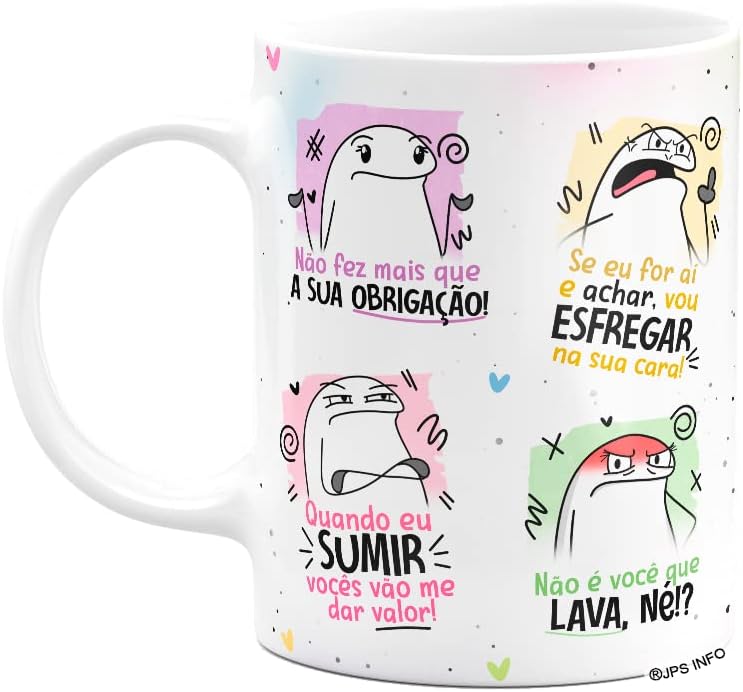 Não fez mais que
A SUA OBRIGAÇÃO!
Se eu for aí
e achar, vou
ESFREGAR
na sua cara!
Quando eu
SUMIR
vocês vão me
dar valor!
Não é você que
LAVA, Né!?
®JPS INFO